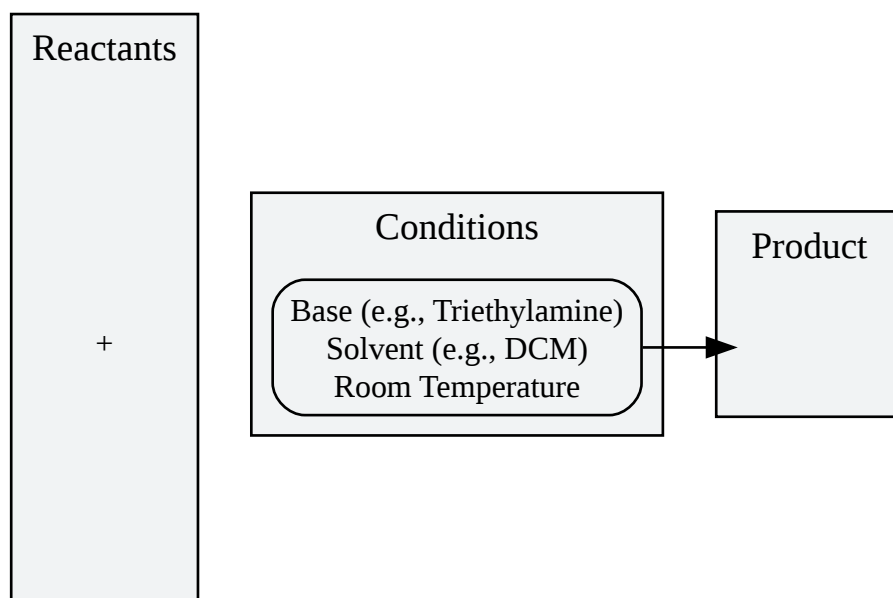 Reactants
+
Conditions
Base (e.g., Triethylamine)
Solvent (e.g., DCM)
Room Temperature
Product